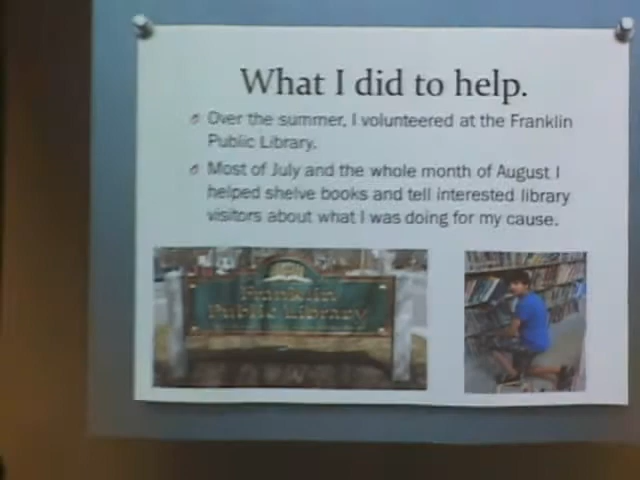 What I did to help.
Over the summer, I volunteered at the Franklin
Public Library.
Most of July and the whole month of August I
helped shelve books and tell interested library
visitors about what I was doing for my cause.
Franklin
Public Library